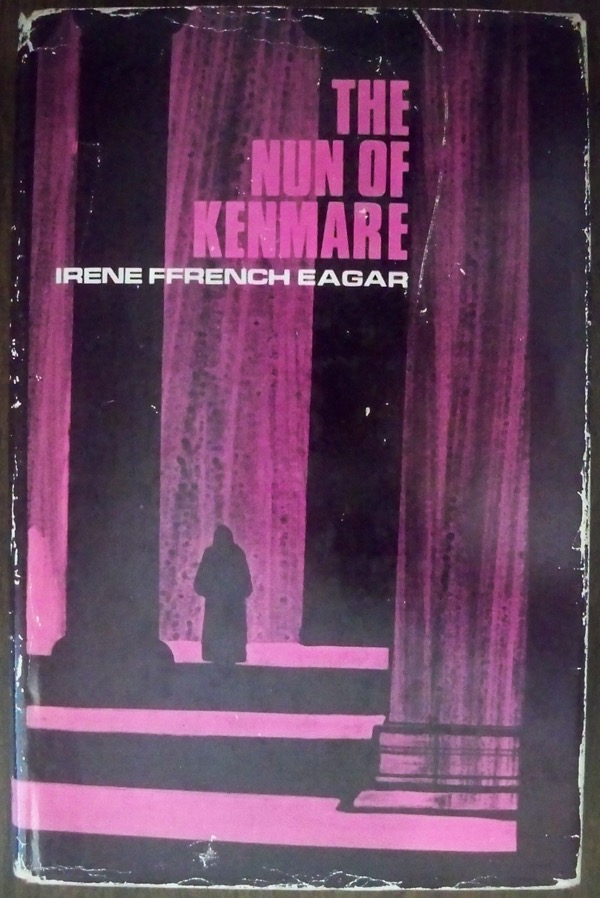 THE
NUN OF
KENMARE
IRENE FFRENCH EAGAR